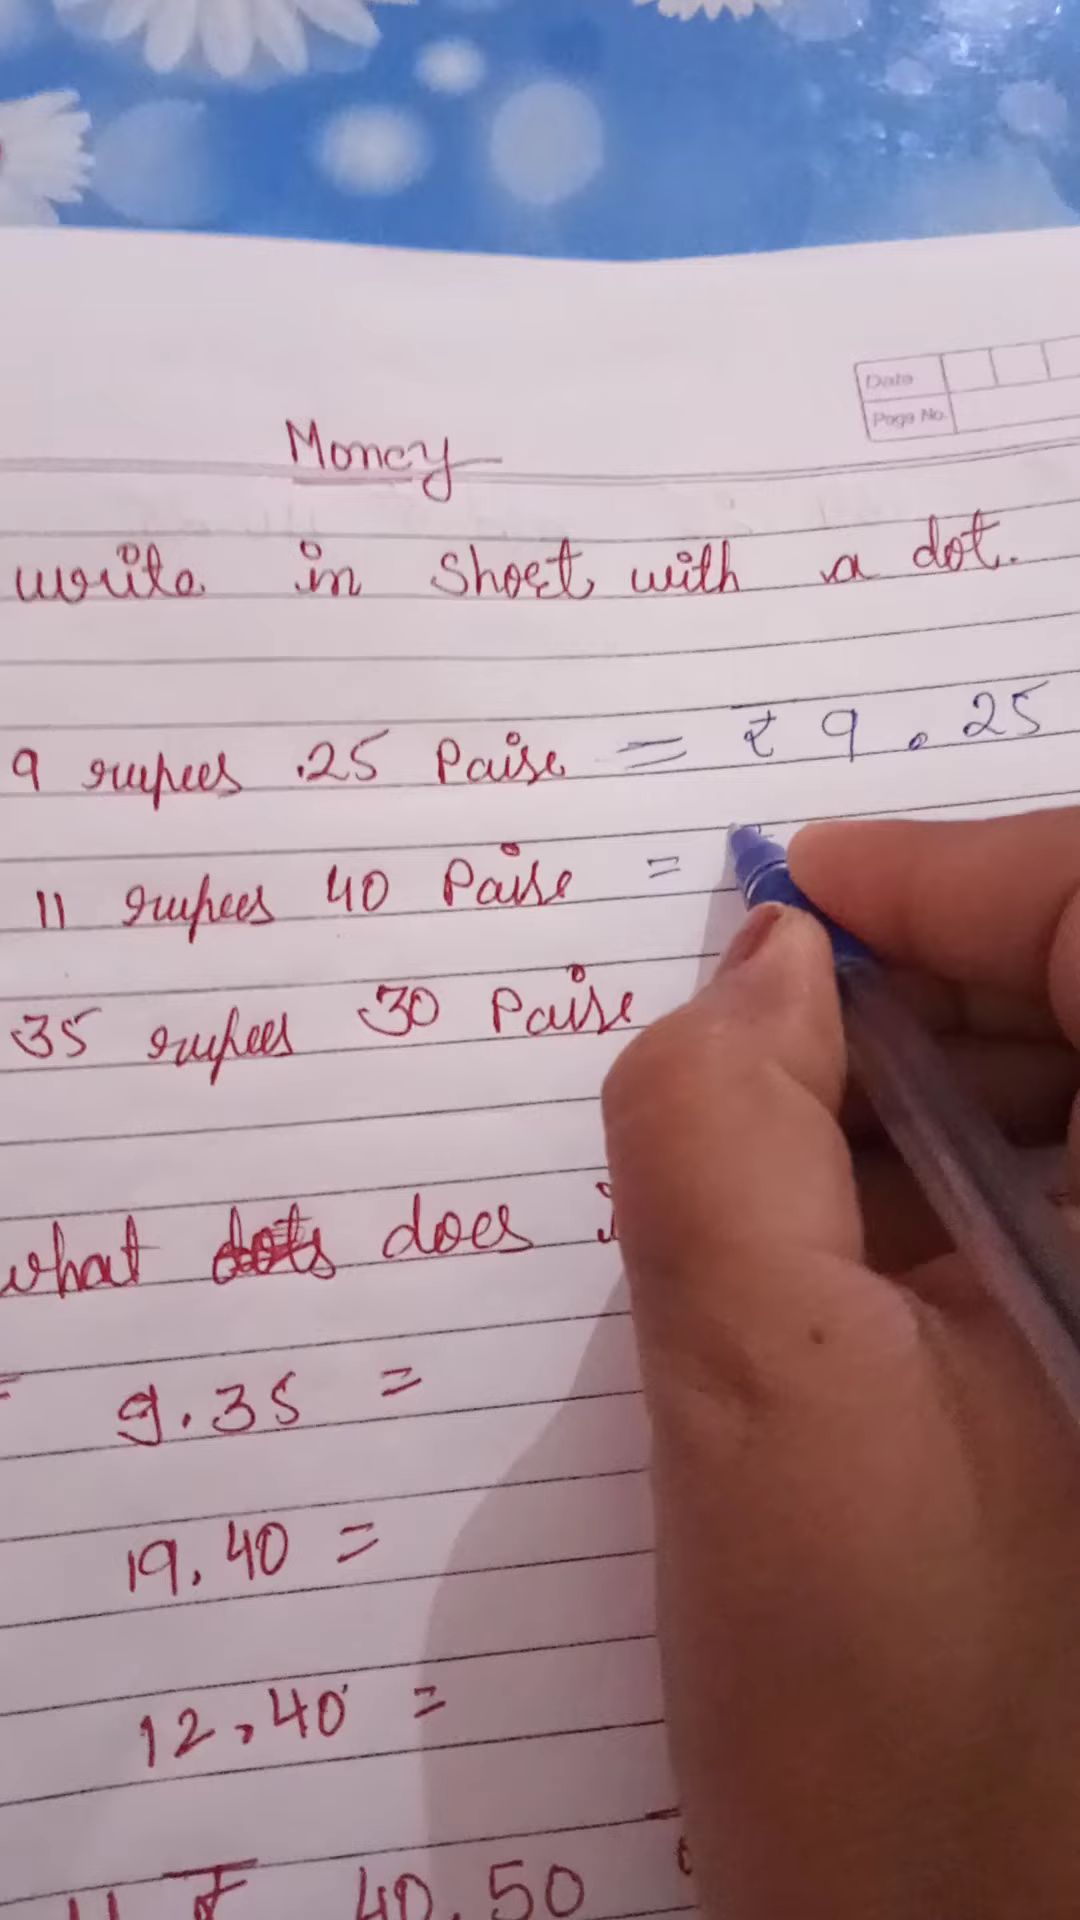 Date
Page No.
Money
write in short with a dot.
9 rupees .25 Paise = ₹ 9 . 25
11 rupees 40 Paise =
35 rupees 30 Paise
what does
9.35 =
19.40 =
12.40 =
₹ 40.50